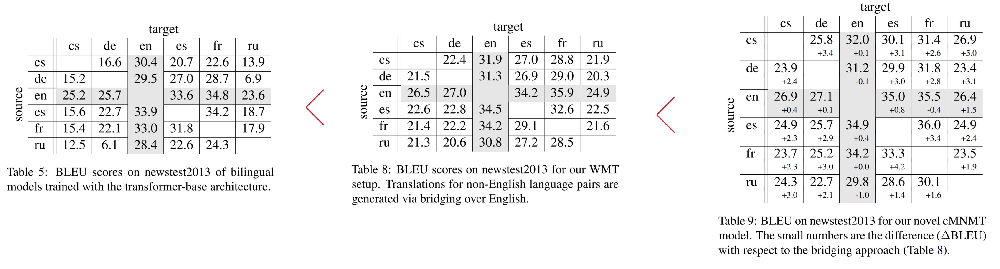 target
cs de en es fr ru
cs 16.6 30.4 20.7 22.6 13.9
de 15.2 29.5 27.0 28.7 6.9
source
en 25.2 25.7 33.6 34.8 23.6
es 15.6 22.7 33.9 34.2 18.7
fr 15.4 22.1 33.0 31.8 17.9
ru 12.5 6.1 28.4 22.6 24.3
Table 5: BLEU scores on newstest2013 of bilingual
models trained with the transformer-base architecture.
<
target
cs de en es fr ru
cs 22.4 31.9 27.0 28.8 21.9
de 21.5 31.3 26.9 29.0 20.3
source
en 26.5 27.0 34.2 35.9 24.9
es 22.6 22.8 34.5 32.6 22.5
fr 21.4 22.2 34.2 29.1 21.6
ru 21.3 20.6 30.8 27.2 28.5
Table 8: BLEU scores on newstest2013 for our WMT
setup. Translations for non-English language pairs are
generated via bridging over English.
<
target
cs de en es fr ru
cs 25.8 32.0 30.1 31.4 26.9
+3.4 +0.1 +3.1 +2.6 +5.0
de 23.9 31.2 29.9 31.8 23.4
+2.4 -0.1 +3.0 +2.8 +3.1
source
en 26.9 27.1 35.0 35.5 26.4
+0.4 +0.1 +0.8 -0.4 +1.5
es 24.9 25.7 34.9 36.0 24.9
+2.3 +2.9 +0.4 +3.4 +2.4
fr 23.7 25.2 34.2 33.3 23.5
+2.3 +3.0 +0.0 +4.2 +1.9
ru 24.3 22.7 29.8 28.6 30.1
+3.0 +2.1 -1.0 +1.4 +1.6
Table 9: BLEU on newstest2013 for our novel cMNMT
model. The small numbers are the difference (ΔBLEU)
with respect to the bridging approach (Table 8).